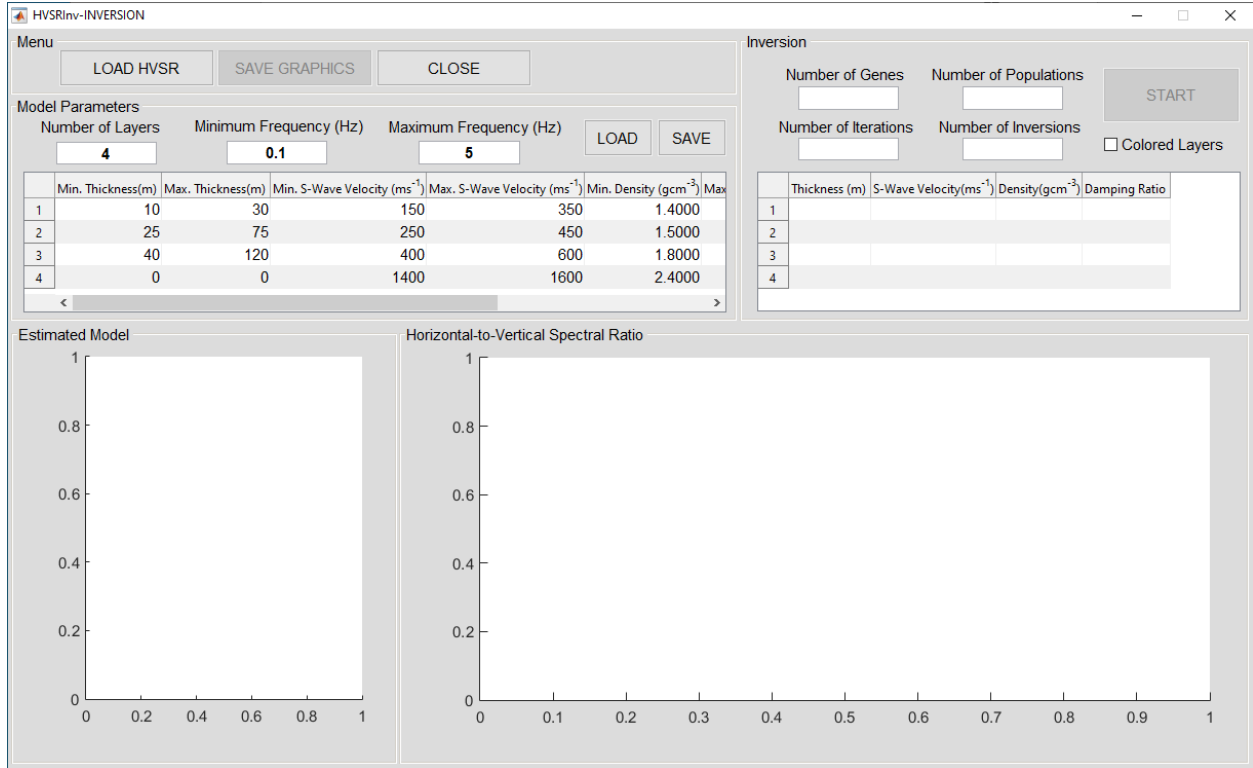 HVSRInv-INVERSION
Menu
LOAD HVSR SAVE GRAPHICS CLOSE
Model Parameters
Number of Layers Minimum Frequency (Hz) Maximum Frequency (Hz) LOAD SAVE
4 0.1 5
Min. Thickness(m) Max. Thickness(m) Min. S-Wave Velocity (ms⁻¹) Max. S-Wave Velocity (ms⁻¹) Min. Density (gcm⁻³) Max
1 10 30 150 350 1.4000
2 25 75 250 450 1.5000
3 40 120 400 600 1.8000
4 0 0 1400 1600 2.4000
Inversion
Number of Genes Number of Populations START
Number of Iterations Number of Inversions Colored Layers
Thickness (m) S-Wave Velocity(ms⁻¹) Density(gcm⁻³) Damping Ratio
1
2
3
4
Estimated Model
1
0.8
0.6
0.4
0.2
0
0 0.2 0.4 0.6 0.8 1
Horizontal-to-Vertical Spectral Ratio
1
0.8
0.6
0.4
0.2
0
0 0.1 0.2 0.3 0.4 0.5 0.6 0.7 0.8 0.9 1